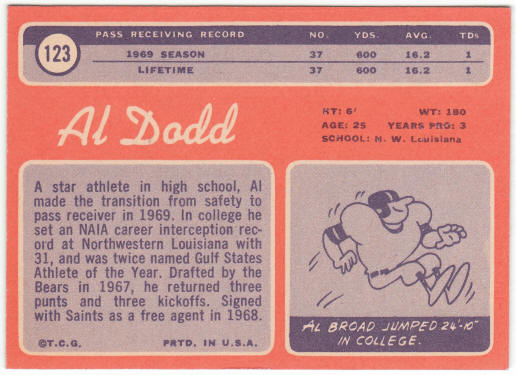 123
PASS RECEIVING RECORD NO. YDS. AVG. TDs
1969 SEASON 37 600 16.2 1
LIFETIME 37 600 16.2 1
Al Dodd
HT: 6' WT: 180
AGE: 25 YEARS PRO: 3
SCHOOL: N. W. Louisiana
A star athlete in high school, Al
made the transition from safety to
pass receiver in 1969. In college he
set an NAIA career interception rec-
ord at Northwestern Louisiana with
31, and was twice named Gulf States
Athlete of the Year. Drafted by the
Bears in 1967, he returned three
punts and three kickoffs. Signed
with Saints as a free agent in 1968.
©T.C.G. PRTD. IN U.S.A.
AL BROAD JUMPED 24'-10"
IN COLLEGE.